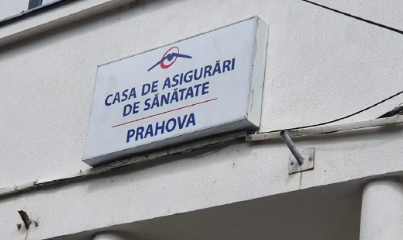 CASA DE ASIGURĂRI
DE SĂNĂTATE
PRAHOVA